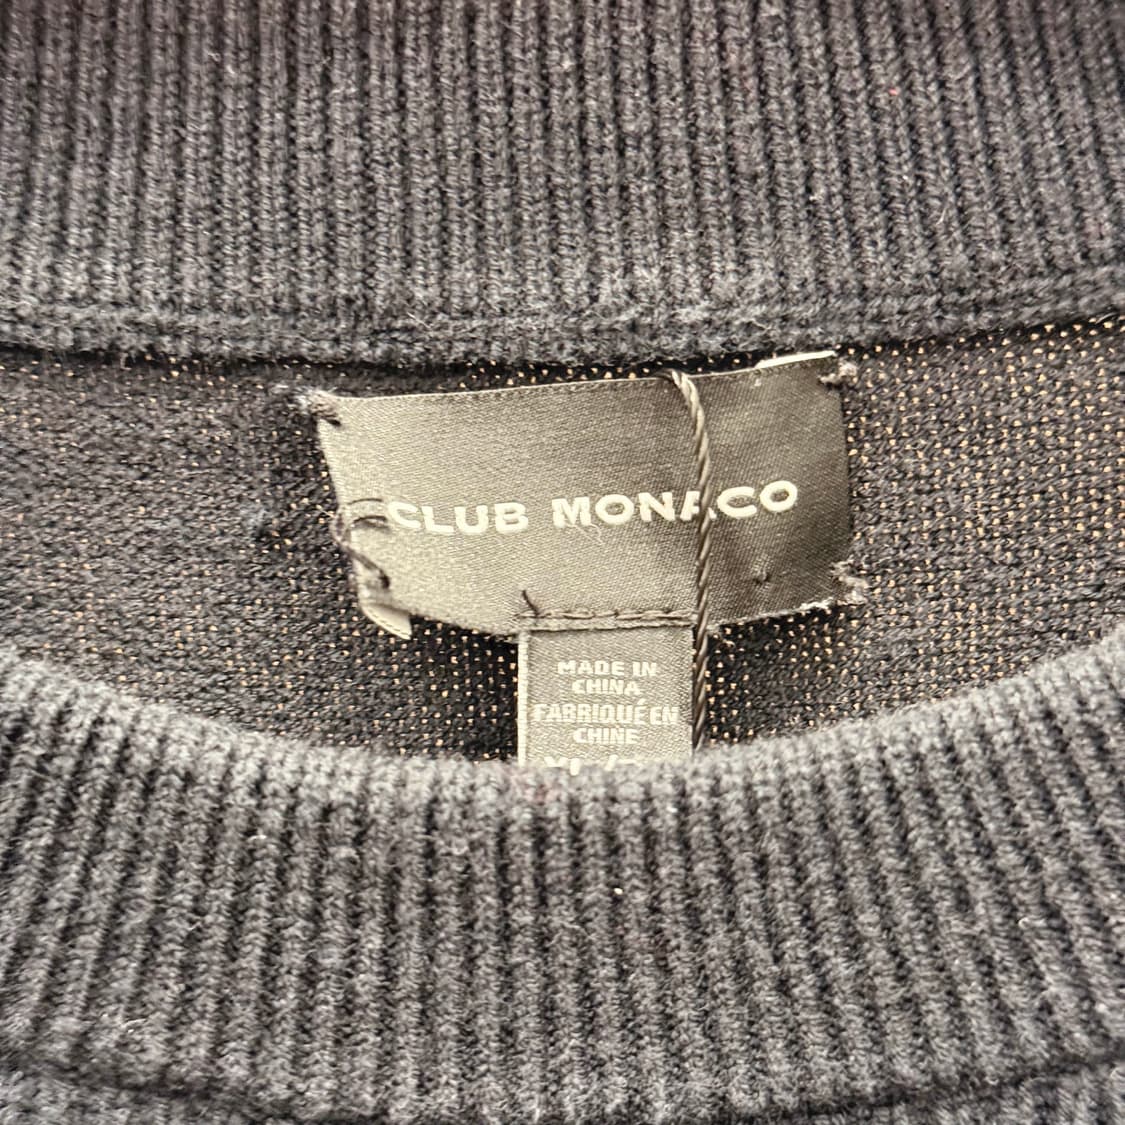 CLUB MONACO
MADE IN
CHINA
FABRIQUÉ EN
CHINE